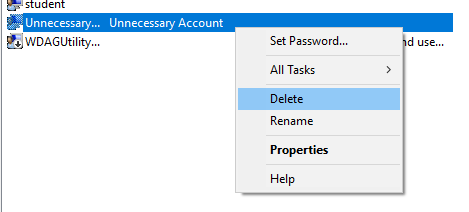 student
Unnecessary... Unnecessary Account
WDAGUtility... nd use...
Set Password...
All Tasks
Delete
Rename
Properties
Help